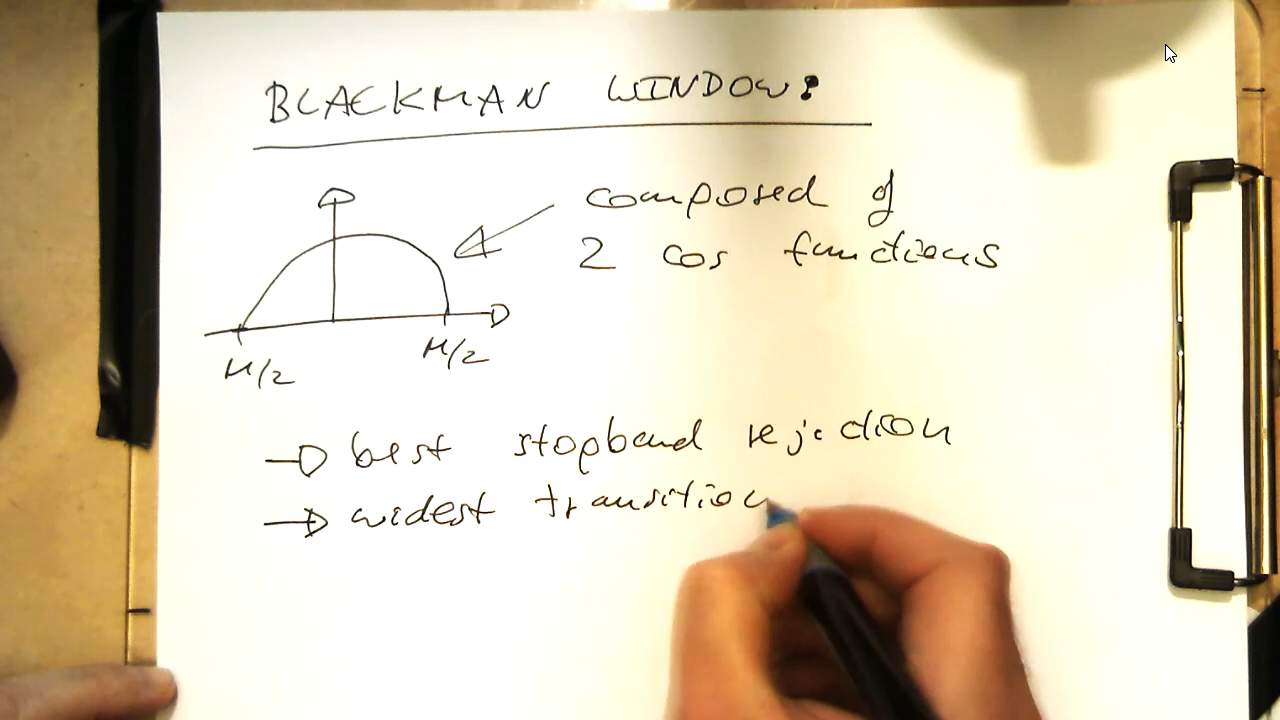 BLACKMAN WINDOW:
composed of
2 cos functions
M/2
M/2
best stopband rejection
widest transition